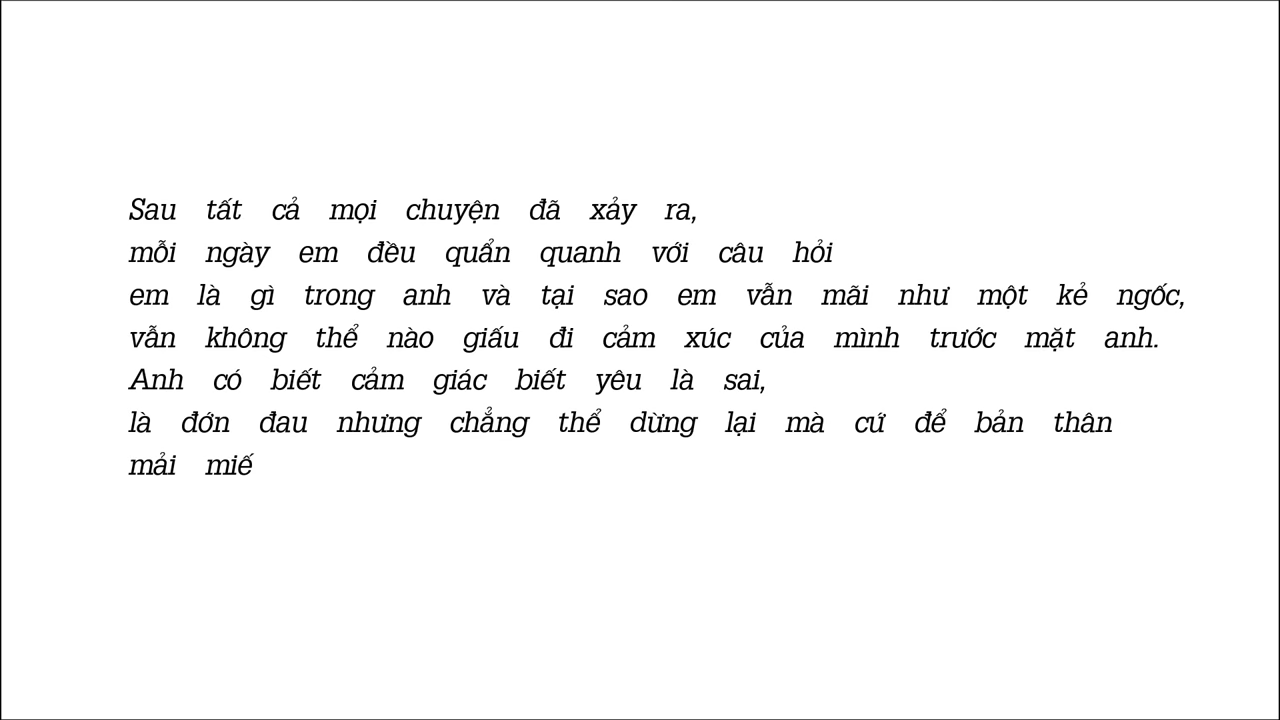 Sau tất cả mọi chuyện đã xảy ra,
mỗi ngày em đều quẩn quanh với câu hỏi
em là gì trong anh và tại sao em vẫn mãi như một kẻ ngốc,
vẫn không thể nào giấu đi cảm xúc của mình trước mặt anh.
Anh có biết cảm giác biết yêu là sai,
là đớn đau nhưng chẳng thể dừng lại mà cứ để bản thân
mải miế